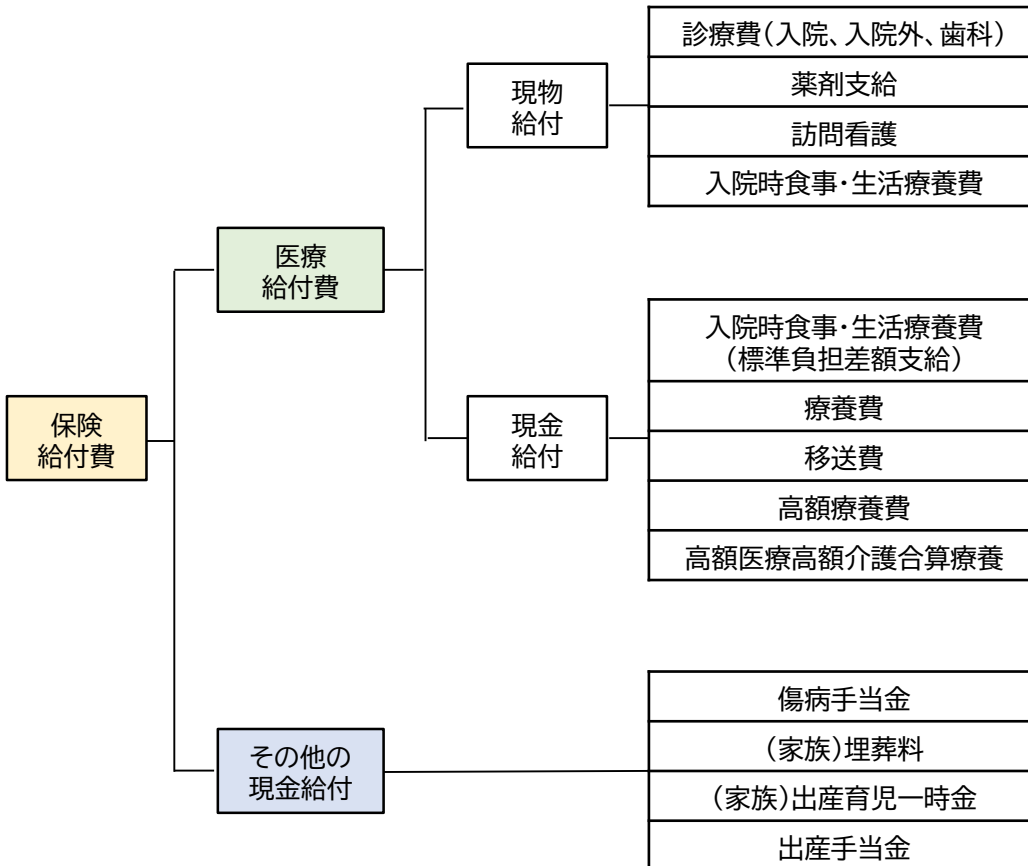 診療費(入院、入院外、歯科)
薬剤支給
訪問看護
入院時食事・生活療養費
現物
給付
医療
給付費
入院時食事・生活療養費
(標準負担差額支給)
療養費
移送費
高額療養費
高額医療高額介護合算療養
現金
給付
保険
給付費
傷病手当金
(家族)埋葬料
(家族)出産育児一時金
出産手当金
その他の
現金給付